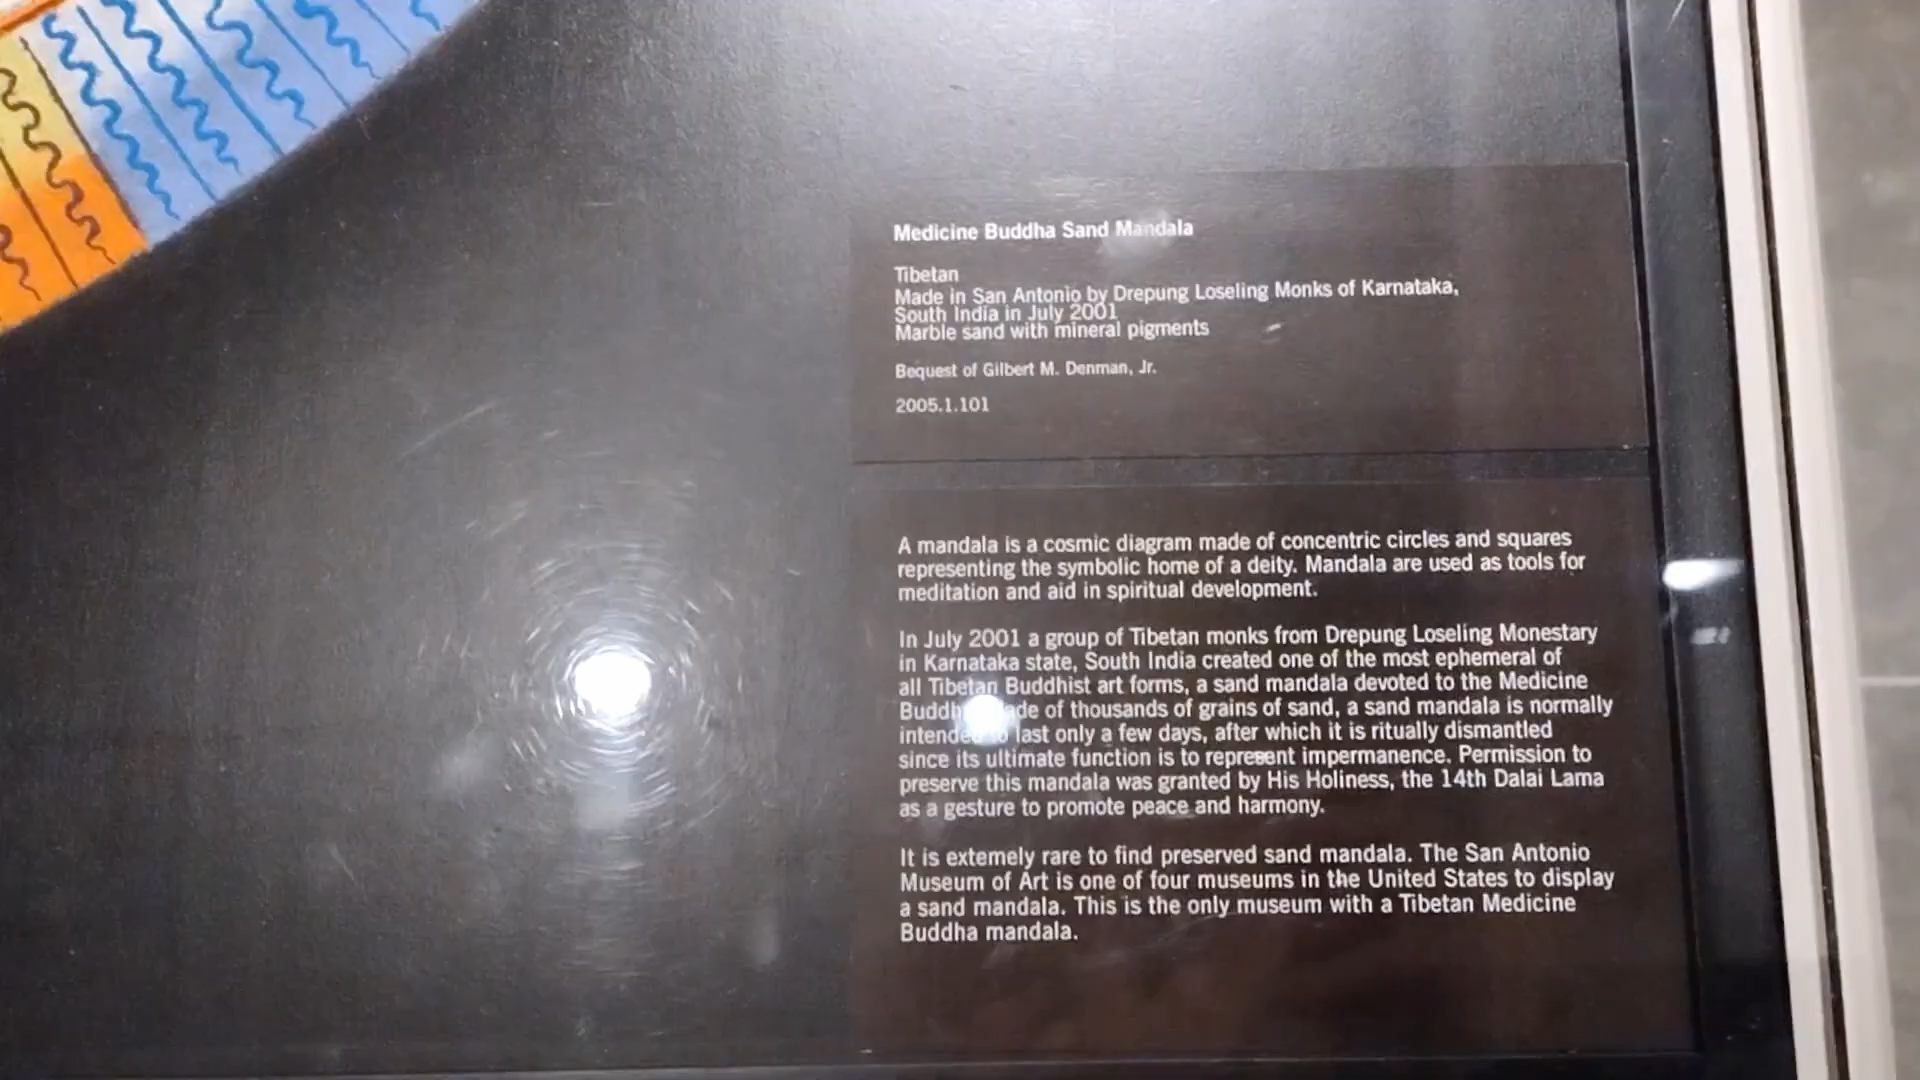 Medicine Buddha Sand Mandala
Tibetan
Made in San Antonio by Drepung Loseling Monks of Karnataka,
South India in July 2001
Marble sand with mineral pigments
Bequest of Gilbert M. Denman, Jr.
2005.1.101
A mandala is a cosmic diagram made of concentric circles and squares
representing the symbolic home of a deity. Mandala are used as tools for
meditation and aid in spiritual development.
In July 2001 a group of Tibetan monks from Drepung Loseling Monestary
in Karnataka state, South India created one of the most ephemeral of
all Tibetan Buddhist art forms, a sand mandala devoted to the Medicine
of thousands of grains of sand, a sand mandala is normally
last only a few days, after which it is ritually dismantled
since its ultimate function is to represent impermanence. Permission to
preserve this mandala was granted by His Holiness, the 14th Dalai Lama
as a gesture to promote peace and harmony.
It is extemely rare to find preserved sand mandala. The San Antonio
Museum of Art is one of four museums in the United States to display
a sand mandala. This is the only museum with a Tibetan Medicine
Buddha mandala.